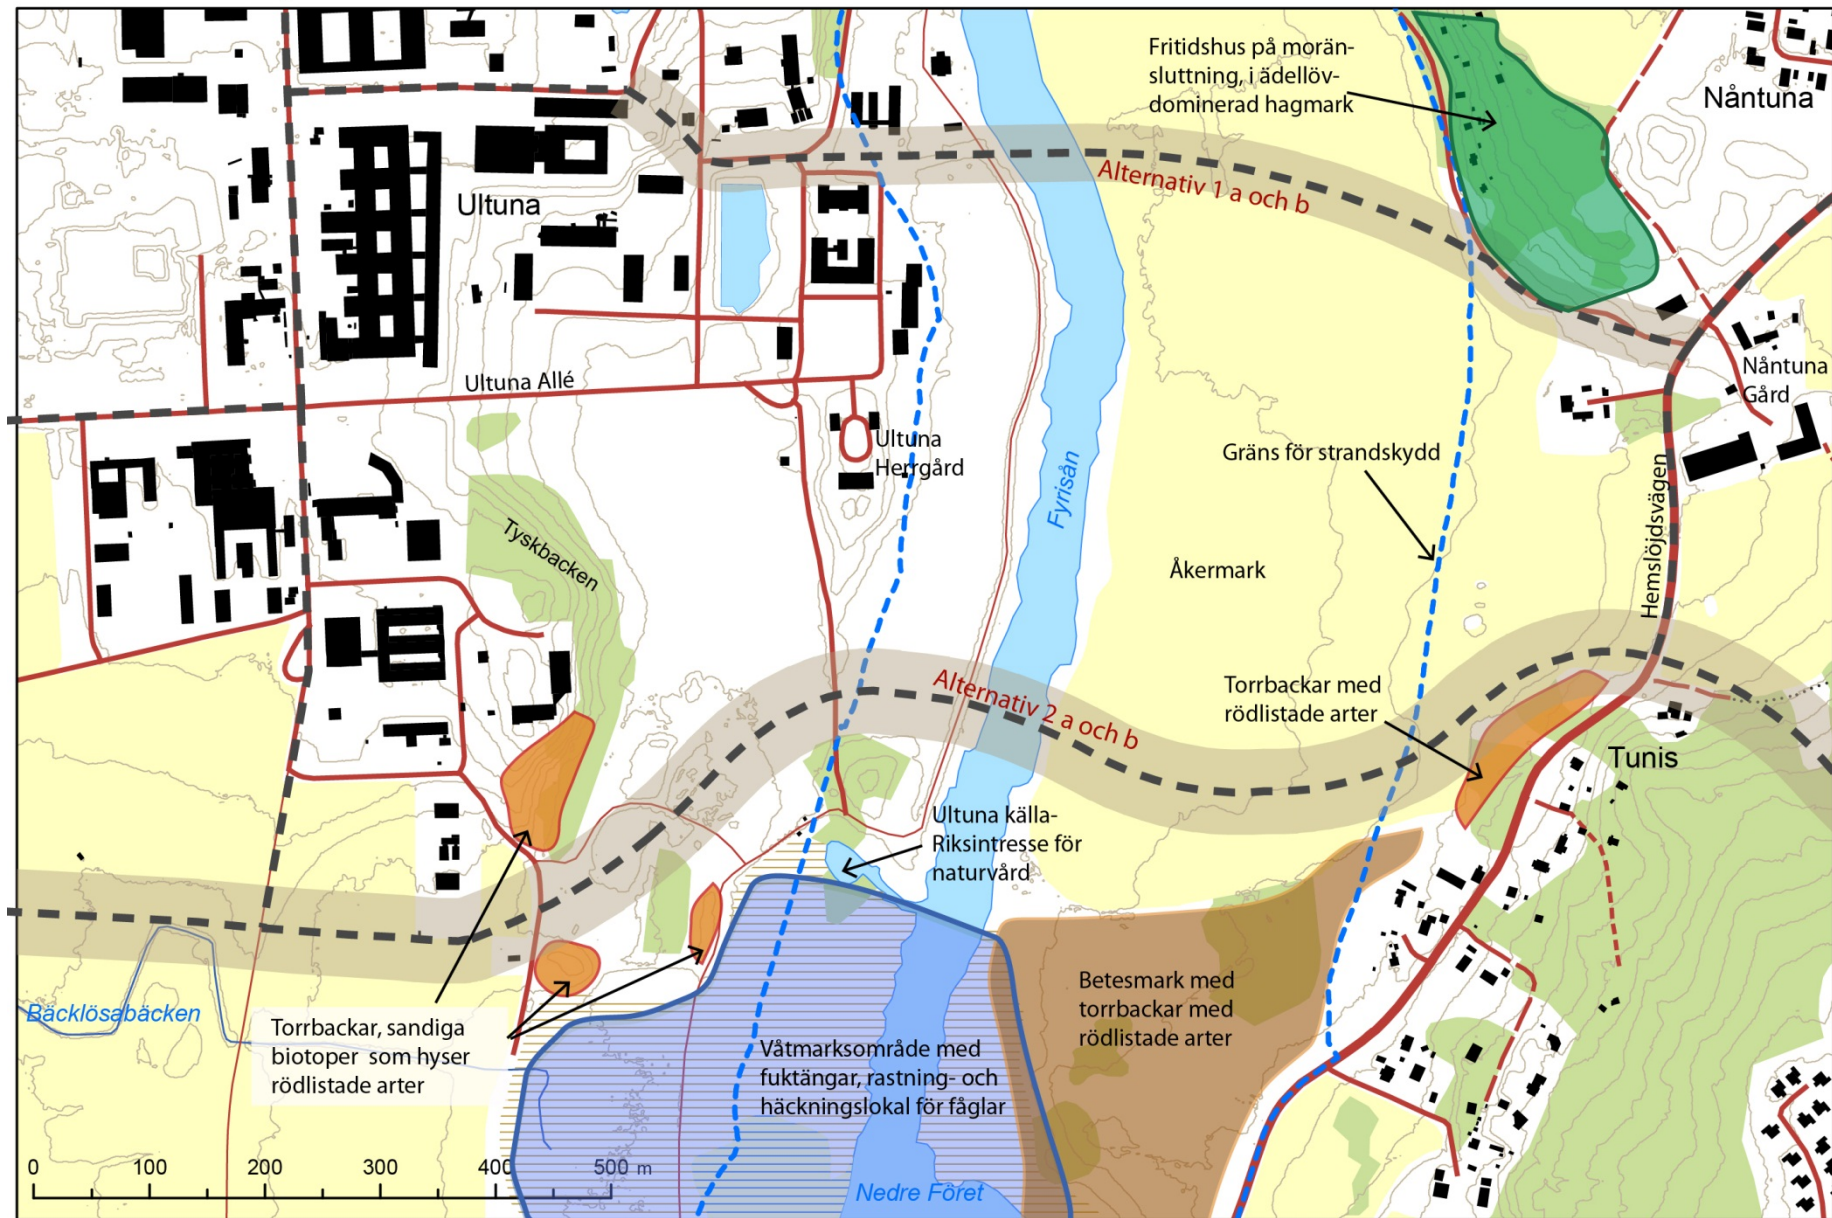 Fritidshus på morän-
sluttning, i ädellöv-
dominerad hagmark
Nåntuna
Alternativ 1 a och b
Ultuna
Nåntuna
Gård
Ultuna Allé
Ultuna
Herrgård
Gräns för strandskydd
Fyrisån
Hemslöjdsvägen
Tyskbacken
Åkermark
Torrbackar med
rödlistade arter
Alternativ 2 a och b
Tunis
Ultuna källa-
Riksintresse för
naturvård
Betesmark med
torrbackar med
rödlistade arter
Bäcklösabäcken
Torrbackar, sandiga
biotoper som hyser
rödlistade arter
Våtmarksområde med
fuktängar, rastning- och
häckningslokal för fåglar
0 100 200 300 400 500 m
Nedre Föret